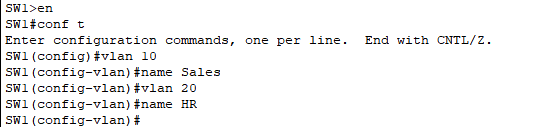 SW1>en
SW1#conf t
Enter configuration commands, one per line.  End with CNTL/Z.
SW1(config)#vlan 10
SW1(config-vlan)#name Sales
SW1(config-vlan)#vlan 20
SW1(config-vlan)#name HR
SW1(config-vlan)#